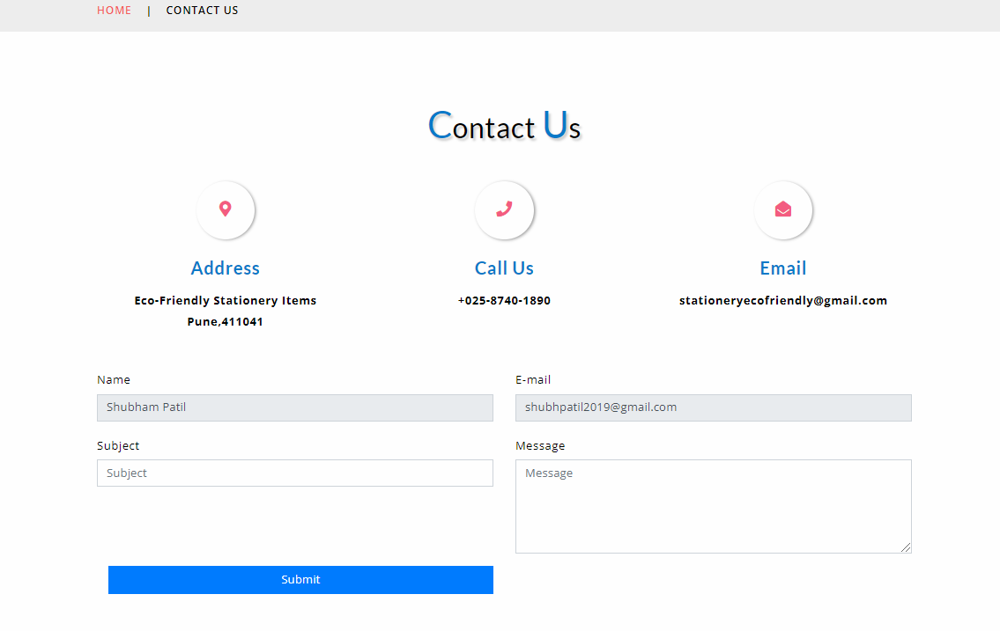 HOME | CONTACT US
Contact Us
Address
Eco-Friendly Stationery Items
Pune,411041
Call Us
+025-8740-1890
Email
stationeryecofriendly@gmail.com
Name
Shubham Patil
E-mail
shubhpatil2019@gmail.com
Subject
Subject
Message
Message
Submit